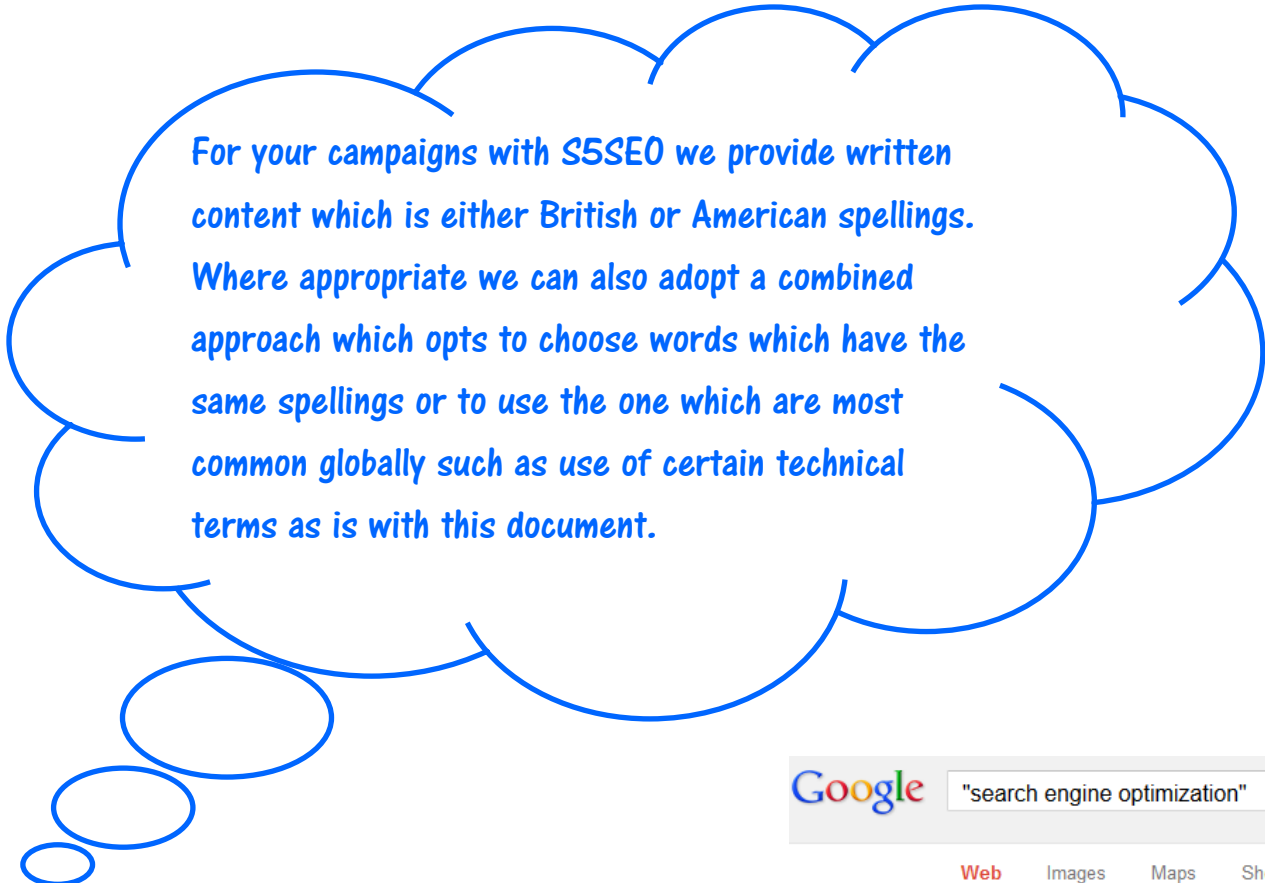 For your campaigns with S5SEO we provide written
content which is either British or American spellings.
Where appropriate we can also adopt a combined
approach which opts to choose words which have the
same spellings or to use the one which are most
common globally such as use of certain technical
terms as is with this document.
Google "search engine optimization"
Web Images Maps